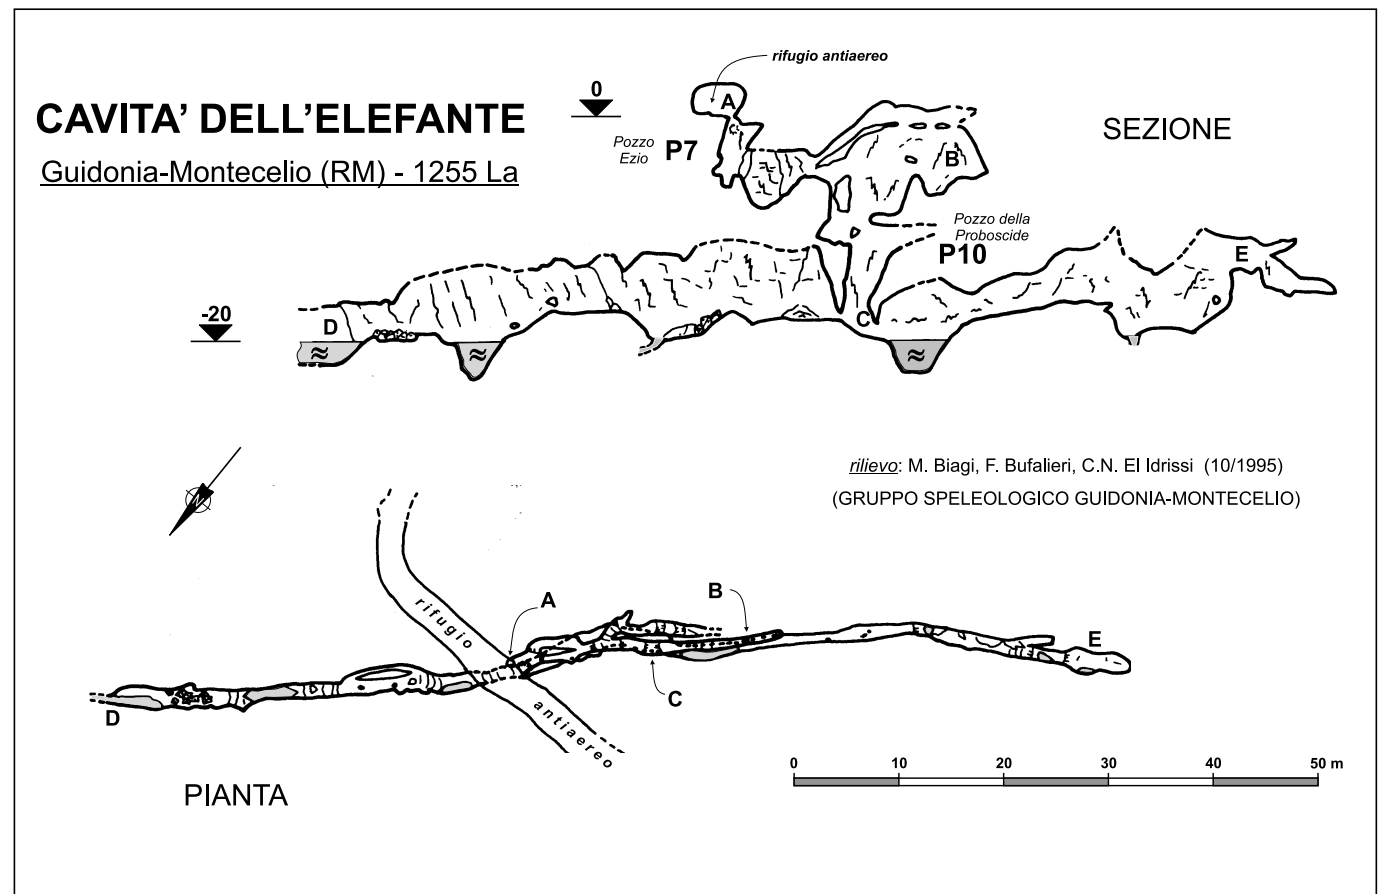 rifugio antiaereo
0
CAVITA' DELL'ELEFANTE
Guidonia-Montecelio (RM) - 1255 La
SEZIONE
A
Pozzo
Ezio
P7
B
Pozzo della
Proboscide
P10
E
-20
D
C
≈
≈
≈
rilievo: M. Biagi, F. Bufalieri, C.N. El Idrissi (10/1995)
(GRUPPO SPELEOLOGICO GUIDONIA-MONTECELIO)
rifugio
A
B
E
C
D
antiaereo
0 10 20 30 40 50 m
PIANTA